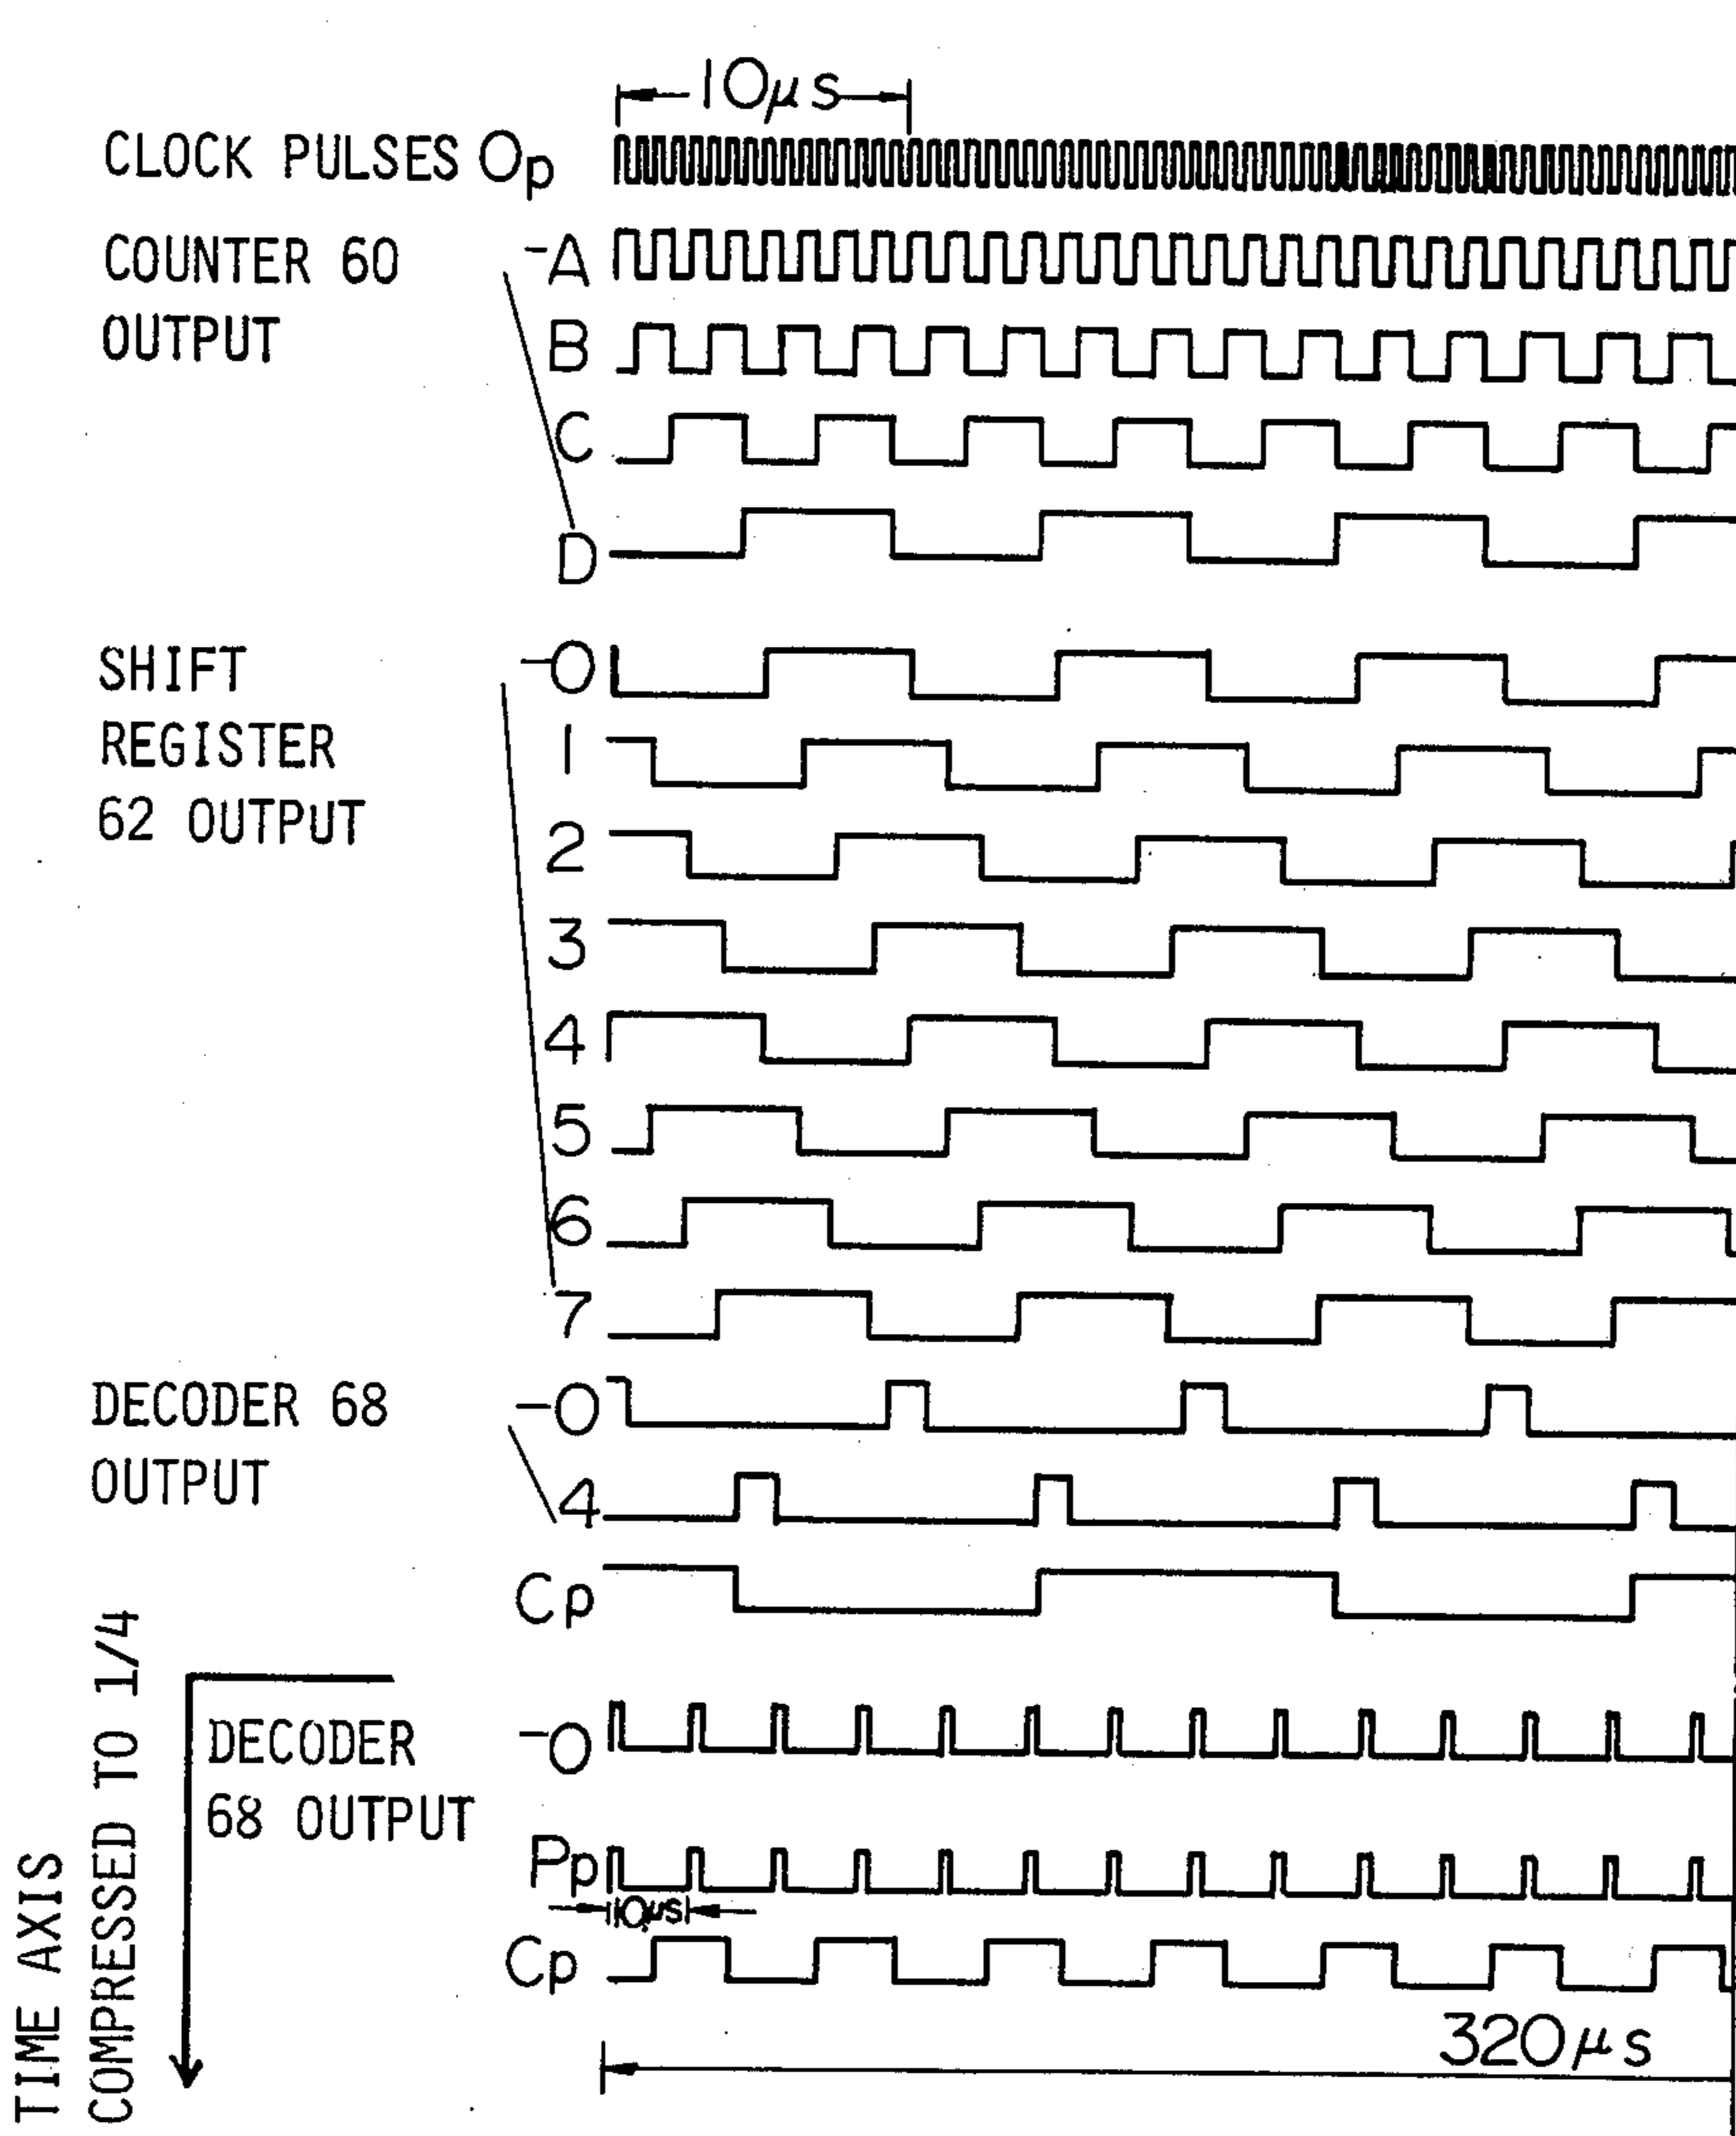 10μs
CLOCK PULSES Op
COUNTER 60 -A
OUTPUT B
C
D
SHIFT -0
REGISTER 1
62 OUTPUT 2
3
4
5
6
7
DECODER 68 -0
OUTPUT 4
Cp
TIME AXIS
COMPRESSED TO 1/4
DECODER -0
68 OUTPUT
Pp
10μs
Cp
320μs